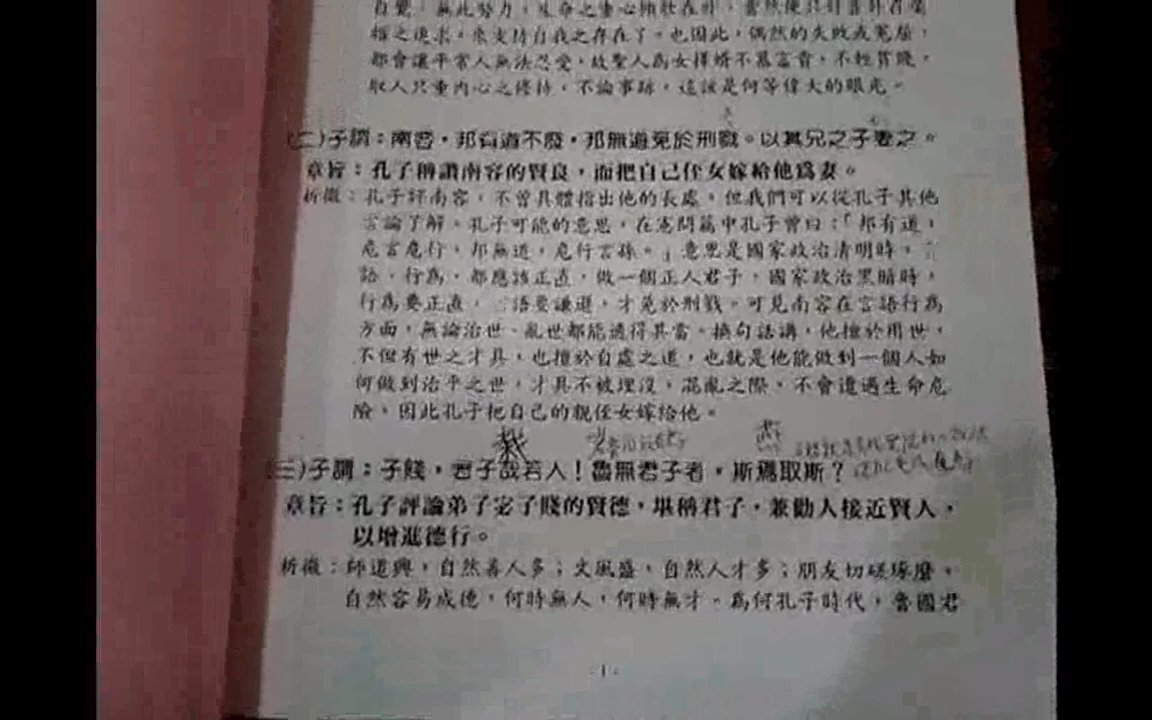 自覺,無此努力,生命之重心傾注在外,當然便只計
之追求,來支持自我之存在了。也因此,偶然的失敗或冤屈,
都會讓平常人無法忍受,故聖人為女擇婿不慕富貴,不輕貧賤,
取人只重內心之修持,不論事跡,這該是何等偉大的眼光。
(二)子謂:南容,邦有道不廢,邦無道免於刑戮。以其兄之子妻之。
章旨:孔子稱讚南容的賢良,而把自己侄女嫁給他爲妻。
析微:孔子評南容,不曾具體指出他的長處,但我們可以從孔子其他
言論了解。孔子可能的意思,在憲問篇中孔子曾曰:「邦有道,
危言危行,邦無道,危行言孫。」意思是國家政治清明時,言
語、行為,都應該正直,做一個正人君子,國家政治黑暗時,
行為要正直,言語要謙遜,才免於刑戮。可見南容在言語行為
方面,無論治世、亂世都能適得其當。換句話講,他擅於用世,
不但有世之才具,也擅於自處之道,也就是他能做到一個人如
何做到治平之世,才具不被埋沒,混亂之際,不會遭遇生命危
險,因此孔子把自己的親侄女嫁給他。
(三)子謂:子賤,君子哉若人!魯無君子者,斯焉取斯?
章旨:孔子評論弟子宓子賤的賢德,堪稱君子,兼勸人接近賢人,
以增進德行。
析微:師道興,自然善人多;文風盛,自然人才多;朋友切磋琢磨,
自然容易成德,何時無人,何時無才。為何孔子時代,魯國君
-1-